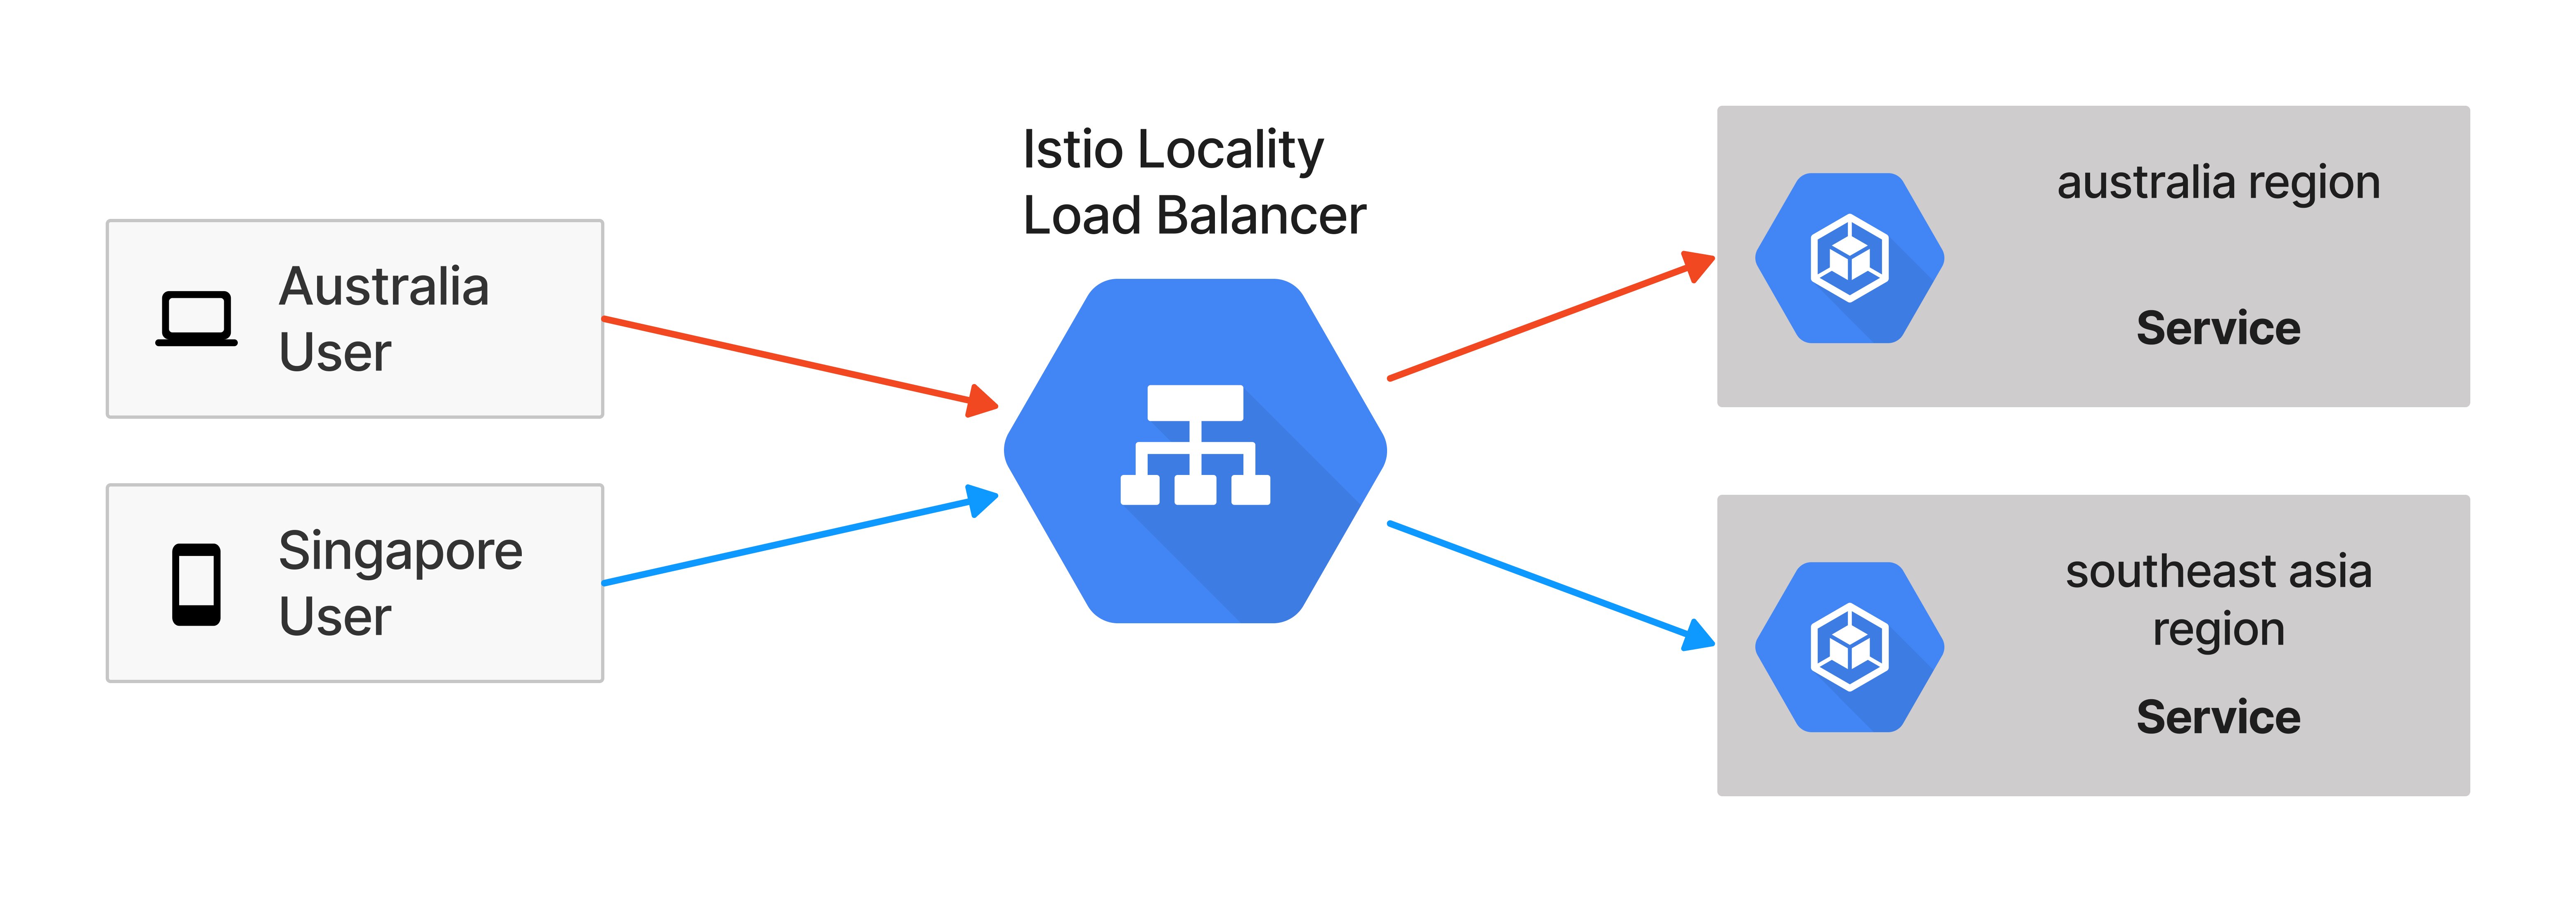 Australia
User
Singapore
User
Istio Locality
Load Balancer
australia region
Service
southeast asia
region
Service